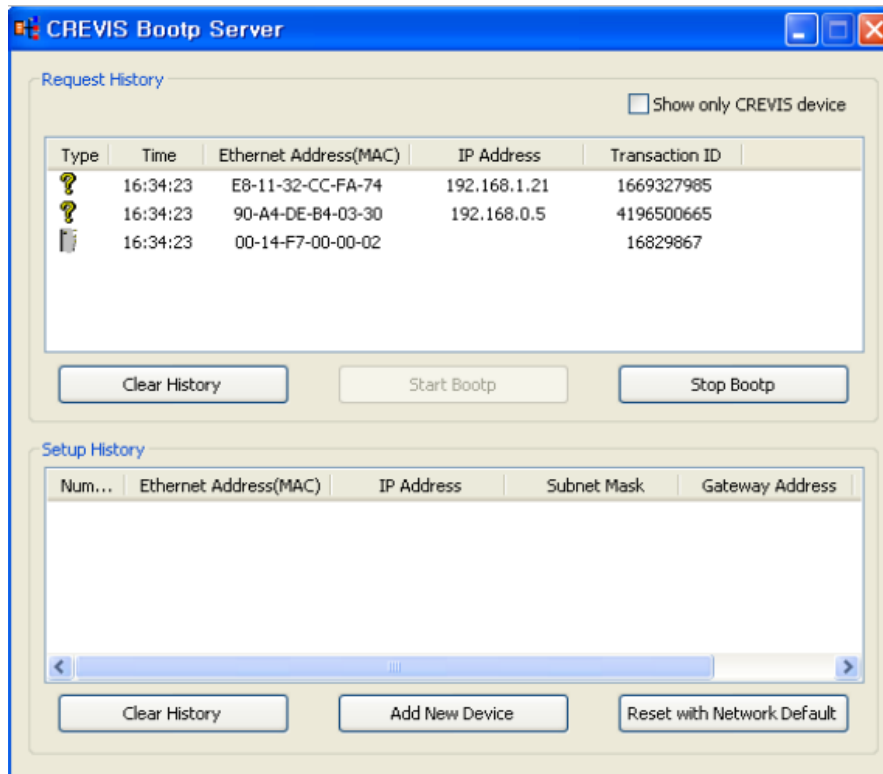 CREVIS Bootp Server
Request History
Show only CREVIS device
Type Time Ethernet Address(MAC) IP Address Transaction ID
16:34:23 E8-11-32-CC-FA-74 192.168.1.21 1669327985
16:34:23 90-A4-DE-B4-03-30 192.168.0.5 4196500665
16:34:23 00-14-F7-00-00-02 16829867
Clear History Start Bootp Stop Bootp
Setup History
Num... Ethernet Address(MAC) IP Address Subnet Mask Gateway Address
Clear History Add New Device Reset with Network Default